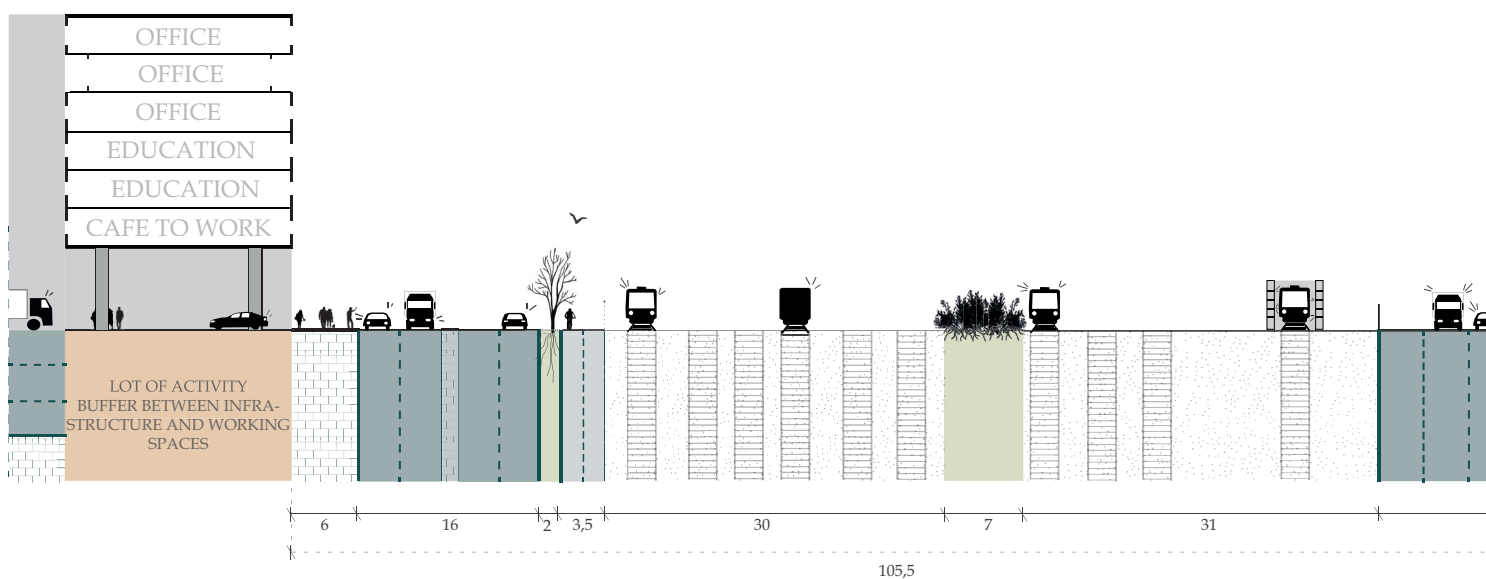 OFFICE
OFFICE
OFFICE
EDUCATION
EDUCATION
CAFE TO WORK
LOT OF ACTIVITY
BUFFER BETWEEN INFRA-
STRUCTURE AND WORKING
SPACES
6
16
2
3,5
30
7
31
105,5